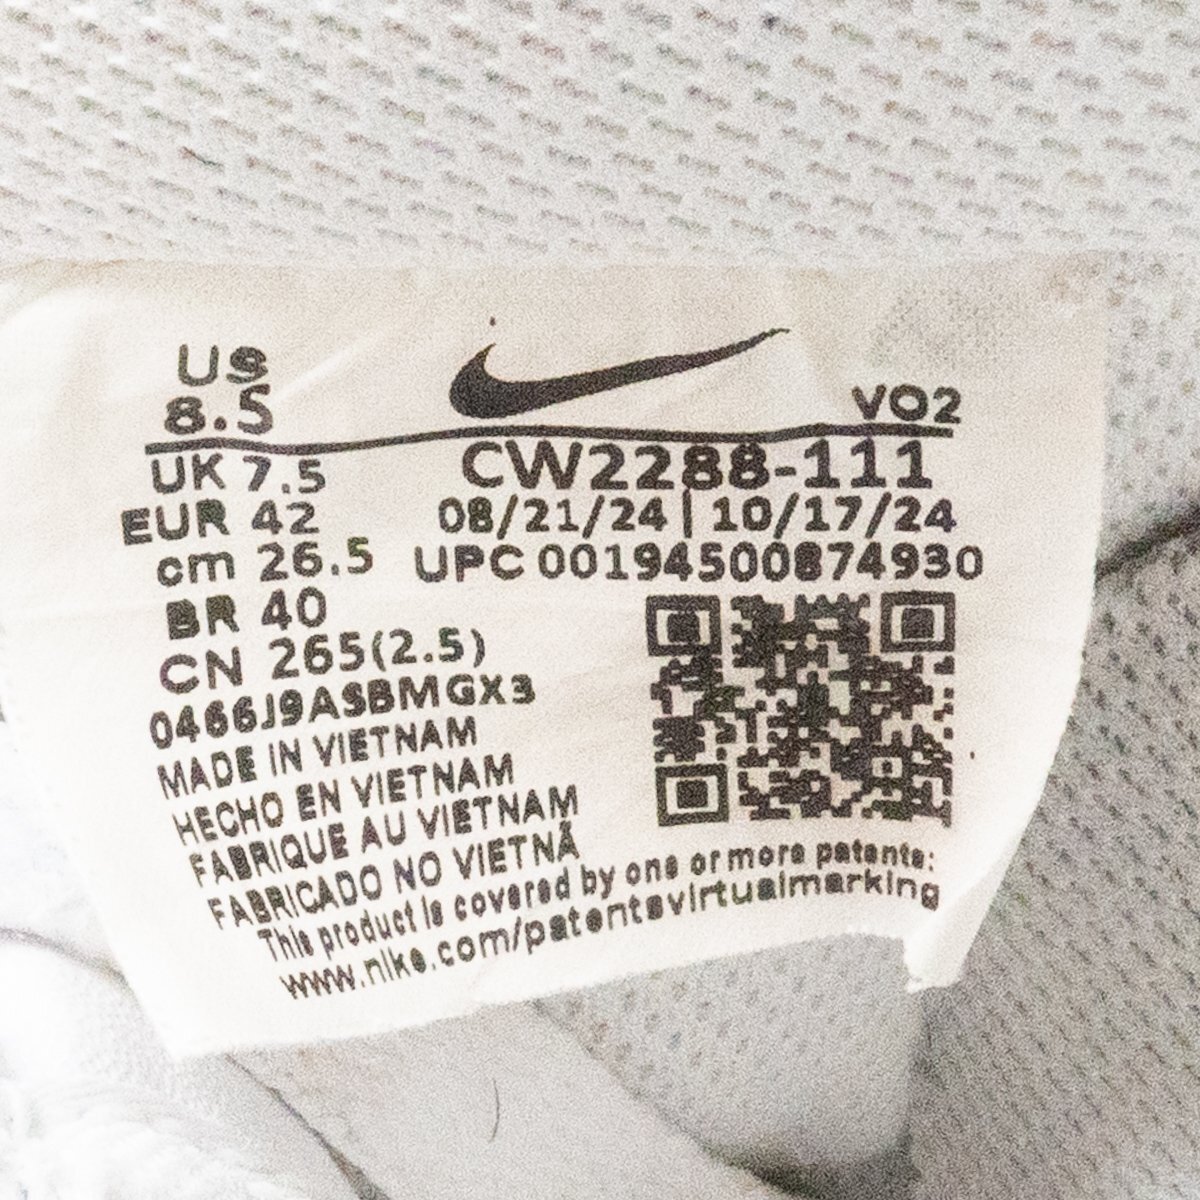 US
8.5
VO2
UK 7.5
CW2288-111
EUR 42
08/21/24 | 10/17/24
cm 26.5
UPC 00194500874930
BR 40
CN 265(2.5)
0466J9ASBMGX3
MADE IN VIETNAM
HECHO EN VIETNAM
FABRIQUE AU VIETNAM
FABRICADO NO VIETNÃ
This product is covered by one or more patents:
www.nike.com/patentsvirtualmarking